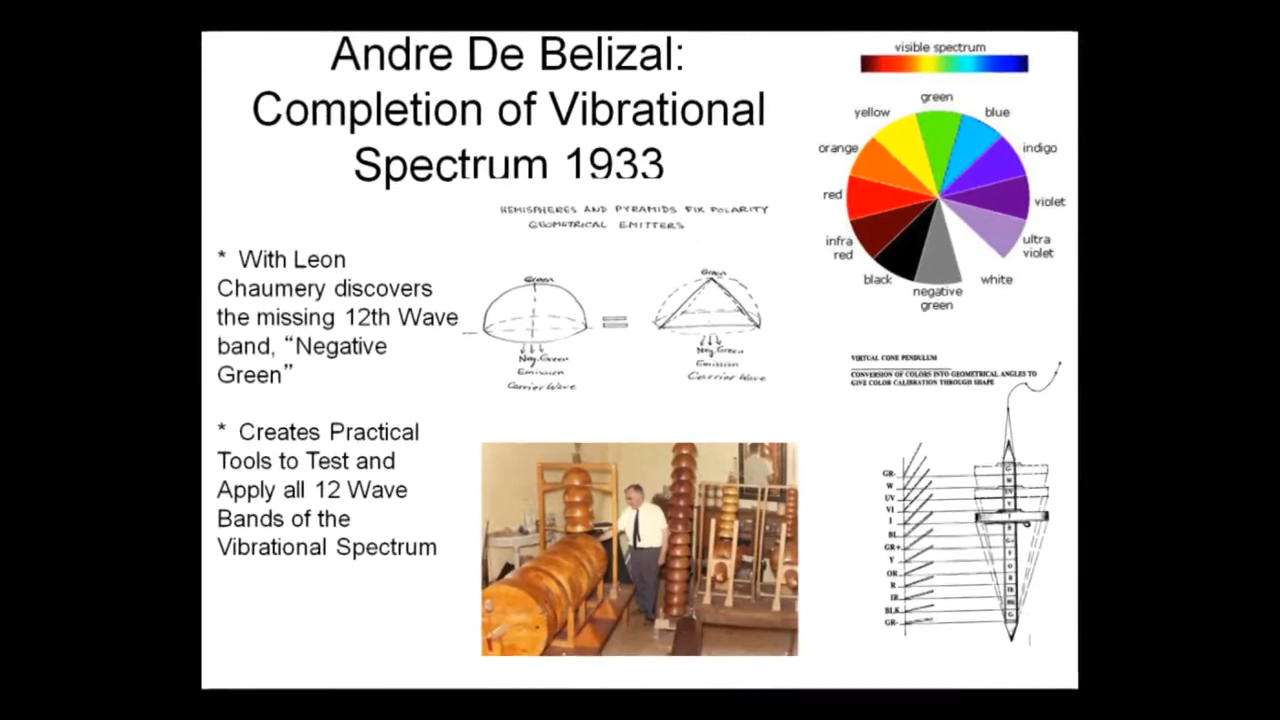 Andre De Belizal:
Completion of Vibrational
Spectrum 1933
HEMISPHERES AND PYRAMIDS FIX POLARITY
GEOMETRICAL EMITTERS
* With Leon
Chaumery discovers
the missing 12th Wave
band, “Negative
Green”
* Creates Practical
Tools to Test and
Apply all 12 Wave
Bands of the
Vibrational Spectrum
Green
Neg. Green
Emission
Carrier Wave
=
Green
Neg. Green
Emission
Carrier Wave
visible spectrum
green
yellow
blue
orange
indigo
red
violet
infra
red
ultra
violet
black
white
negative
green
VIRTUAL CONE PENDULUM
CONVERSION OF COLORS INTO GEOMETRICAL ANGLES TO
GIVE COLOR CALIBRATION THROUGH SHAPE
GR-
W
UV
VI
I
BL
GR+
Y
OR
R
IR
BLK
GR-